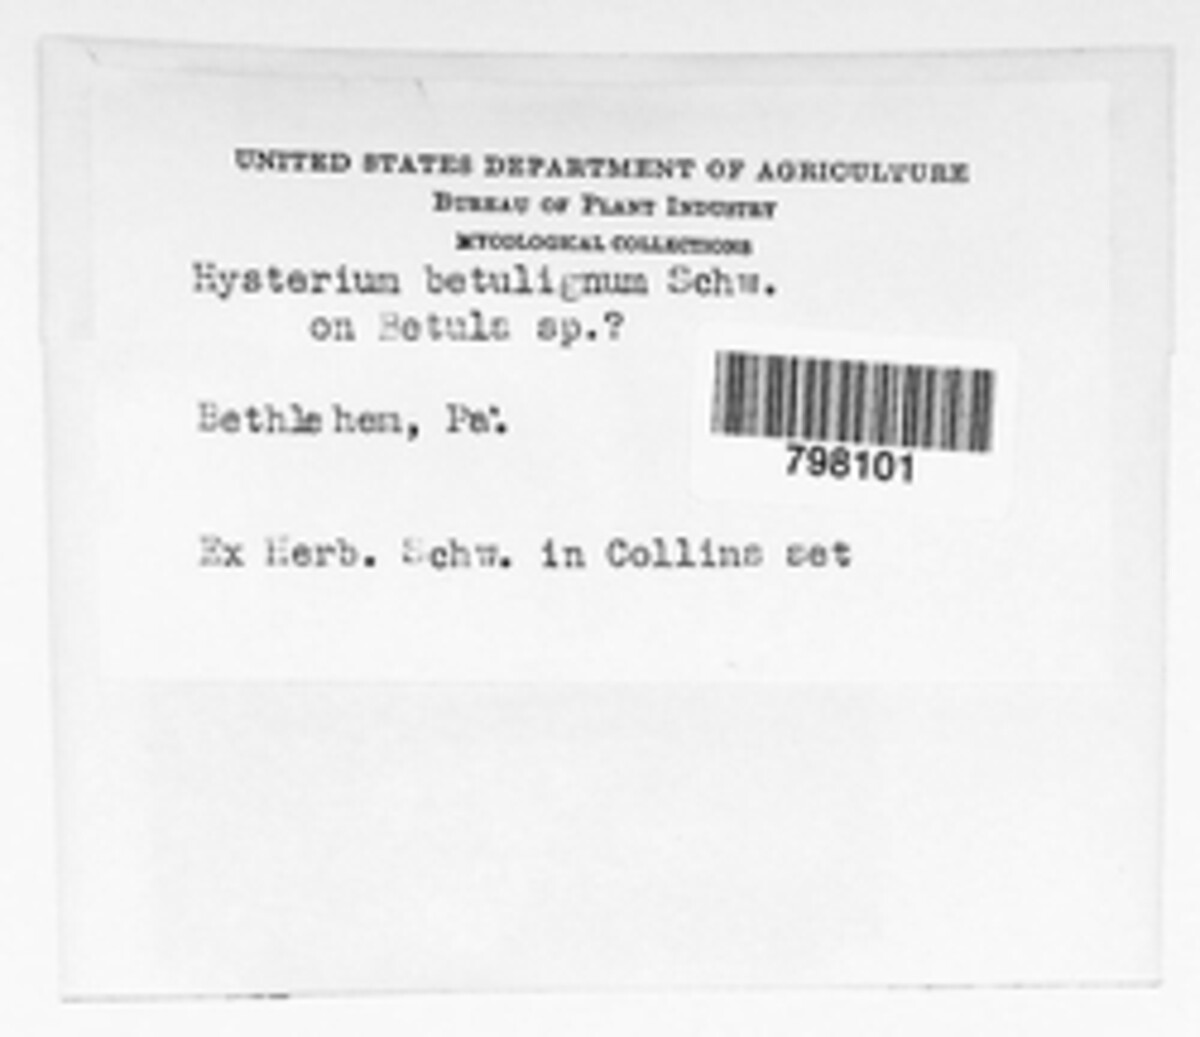 UNITED STATES DEPARTMENT OF AGRICULTURE
BUREAU OF PLANT INDUSTRY
MYCOLOGICAL COLLECTIONS
Hysterium betulignum Schw.
on Betula sp.?
Bethlehem, Pa.
798101
Ex Herb. Schw. in Collins set